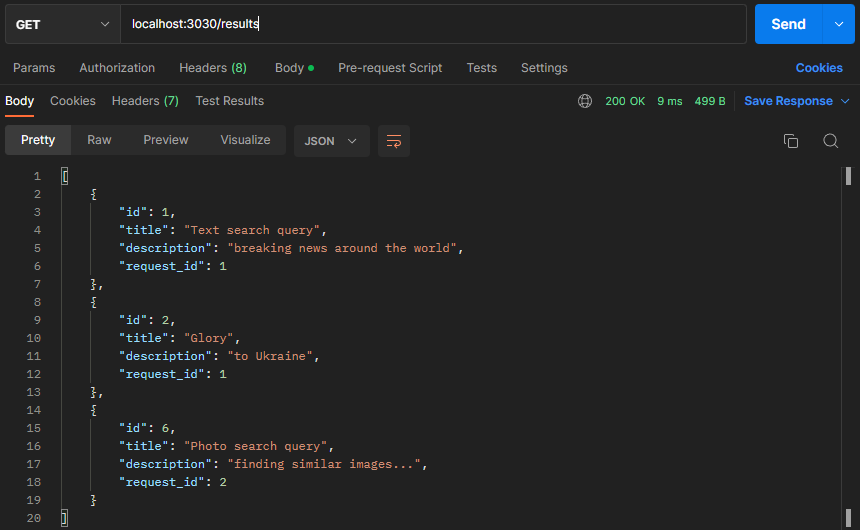 GET localhost:3030/results Send
Params Authorization Headers (8) Body Pre-request Script Tests Settings Cookies
Body Cookies Headers (7) Test Results 200 OK 9 ms 499 B Save Response
Pretty Raw Preview Visualize JSON
1 [
2 {
3 "id": 1,
4 "title": "Text search query",
5 "description": "breaking news around the world",
6 "request_id": 1
7 },
8 {
9 "id": 2,
10 "title": "Glory",
11 "description": "to Ukraine",
12 "request_id": 1
13 },
14 {
15 "id": 6,
16 "title": "Photo search query",
17 "description": "finding similar images...",
18 "request_id": 2
19 }
20 ]